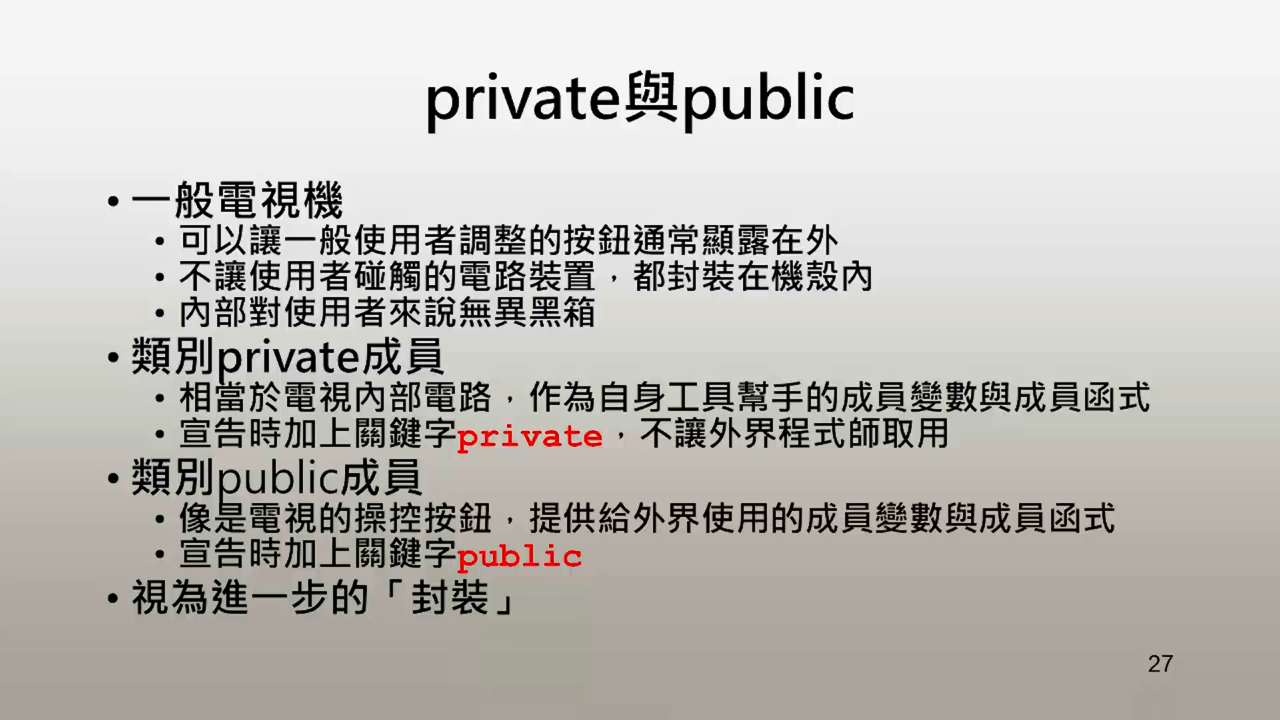 private與public
• 一般電視機
• 可以讓一般使用者調整的按鈕通常顯露在外
• 不讓使用者碰觸的電路裝置，都封裝在機殼內
• 內部對使用者來說無異黑箱
• 類別private成員
• 相當於電視內部電路，作為自身工具幫手的成員變數與成員函式
• 宣告時加上關鍵字private，不讓外界程式師取用
• 類別public成員
• 像是電視的操控按鈕，提供給外界使用的成員變數與成員函式
• 宣告時加上關鍵字public
• 視為進一步的「封裝」
27